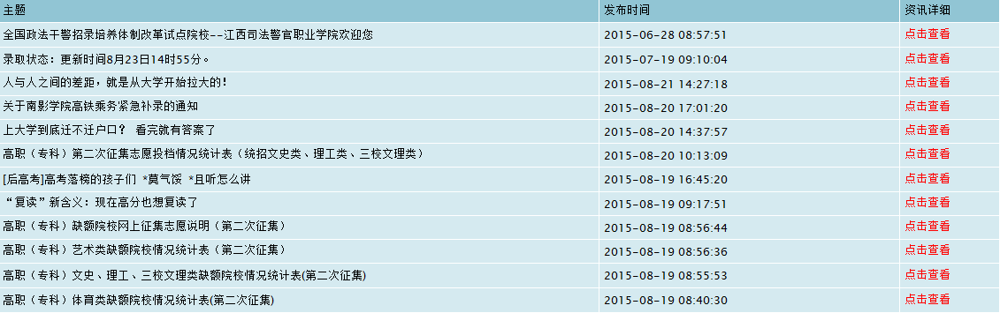 主题 发布时间 资讯详细
全国政法干警招录培养体制改革试点院校--江西司法警官职业学院欢迎您 2015-06-28 08:57:51 点击查看
录取状态：更新时间8月23日14时55分。 2015-07-19 09:10:04 点击查看
人与人之间的差距，就是从大学开始拉大的！ 2015-08-21 14:27:18 点击查看
关于南影学院高铁乘务紧急补录的通知 2015-08-20 17:01:20 点击查看
上大学到底迁不迁户口？ 看完就有答案了 2015-08-20 14:37:57 点击查看
高职（专科）第二次征集志愿投档情况统计表（统招文史类、理工类、三校文理类） 2015-08-20 10:13:09 点击查看
[后高考]高考落榜的孩子们 *莫气馁 *且听怎么讲 2015-08-19 16:45:20 点击查看
“复读”新含义：现在高分也想复读了 2015-08-19 09:17:51 点击查看
高职（专科）缺额院校网上征集志愿说明（第二次征集） 2015-08-19 08:56:44 点击查看
高职（专科）艺术类缺额院校情况统计表（第二次征集） 2015-08-19 08:56:36 点击查看
高职（专科）文史、理工、三校文理类缺额院校情况统计表(第二次征集) 2015-08-19 08:55:53 点击查看
高职（专科）体育类缺额院校情况统计表(第二次征集) 2015-08-19 08:40:30 点击查看